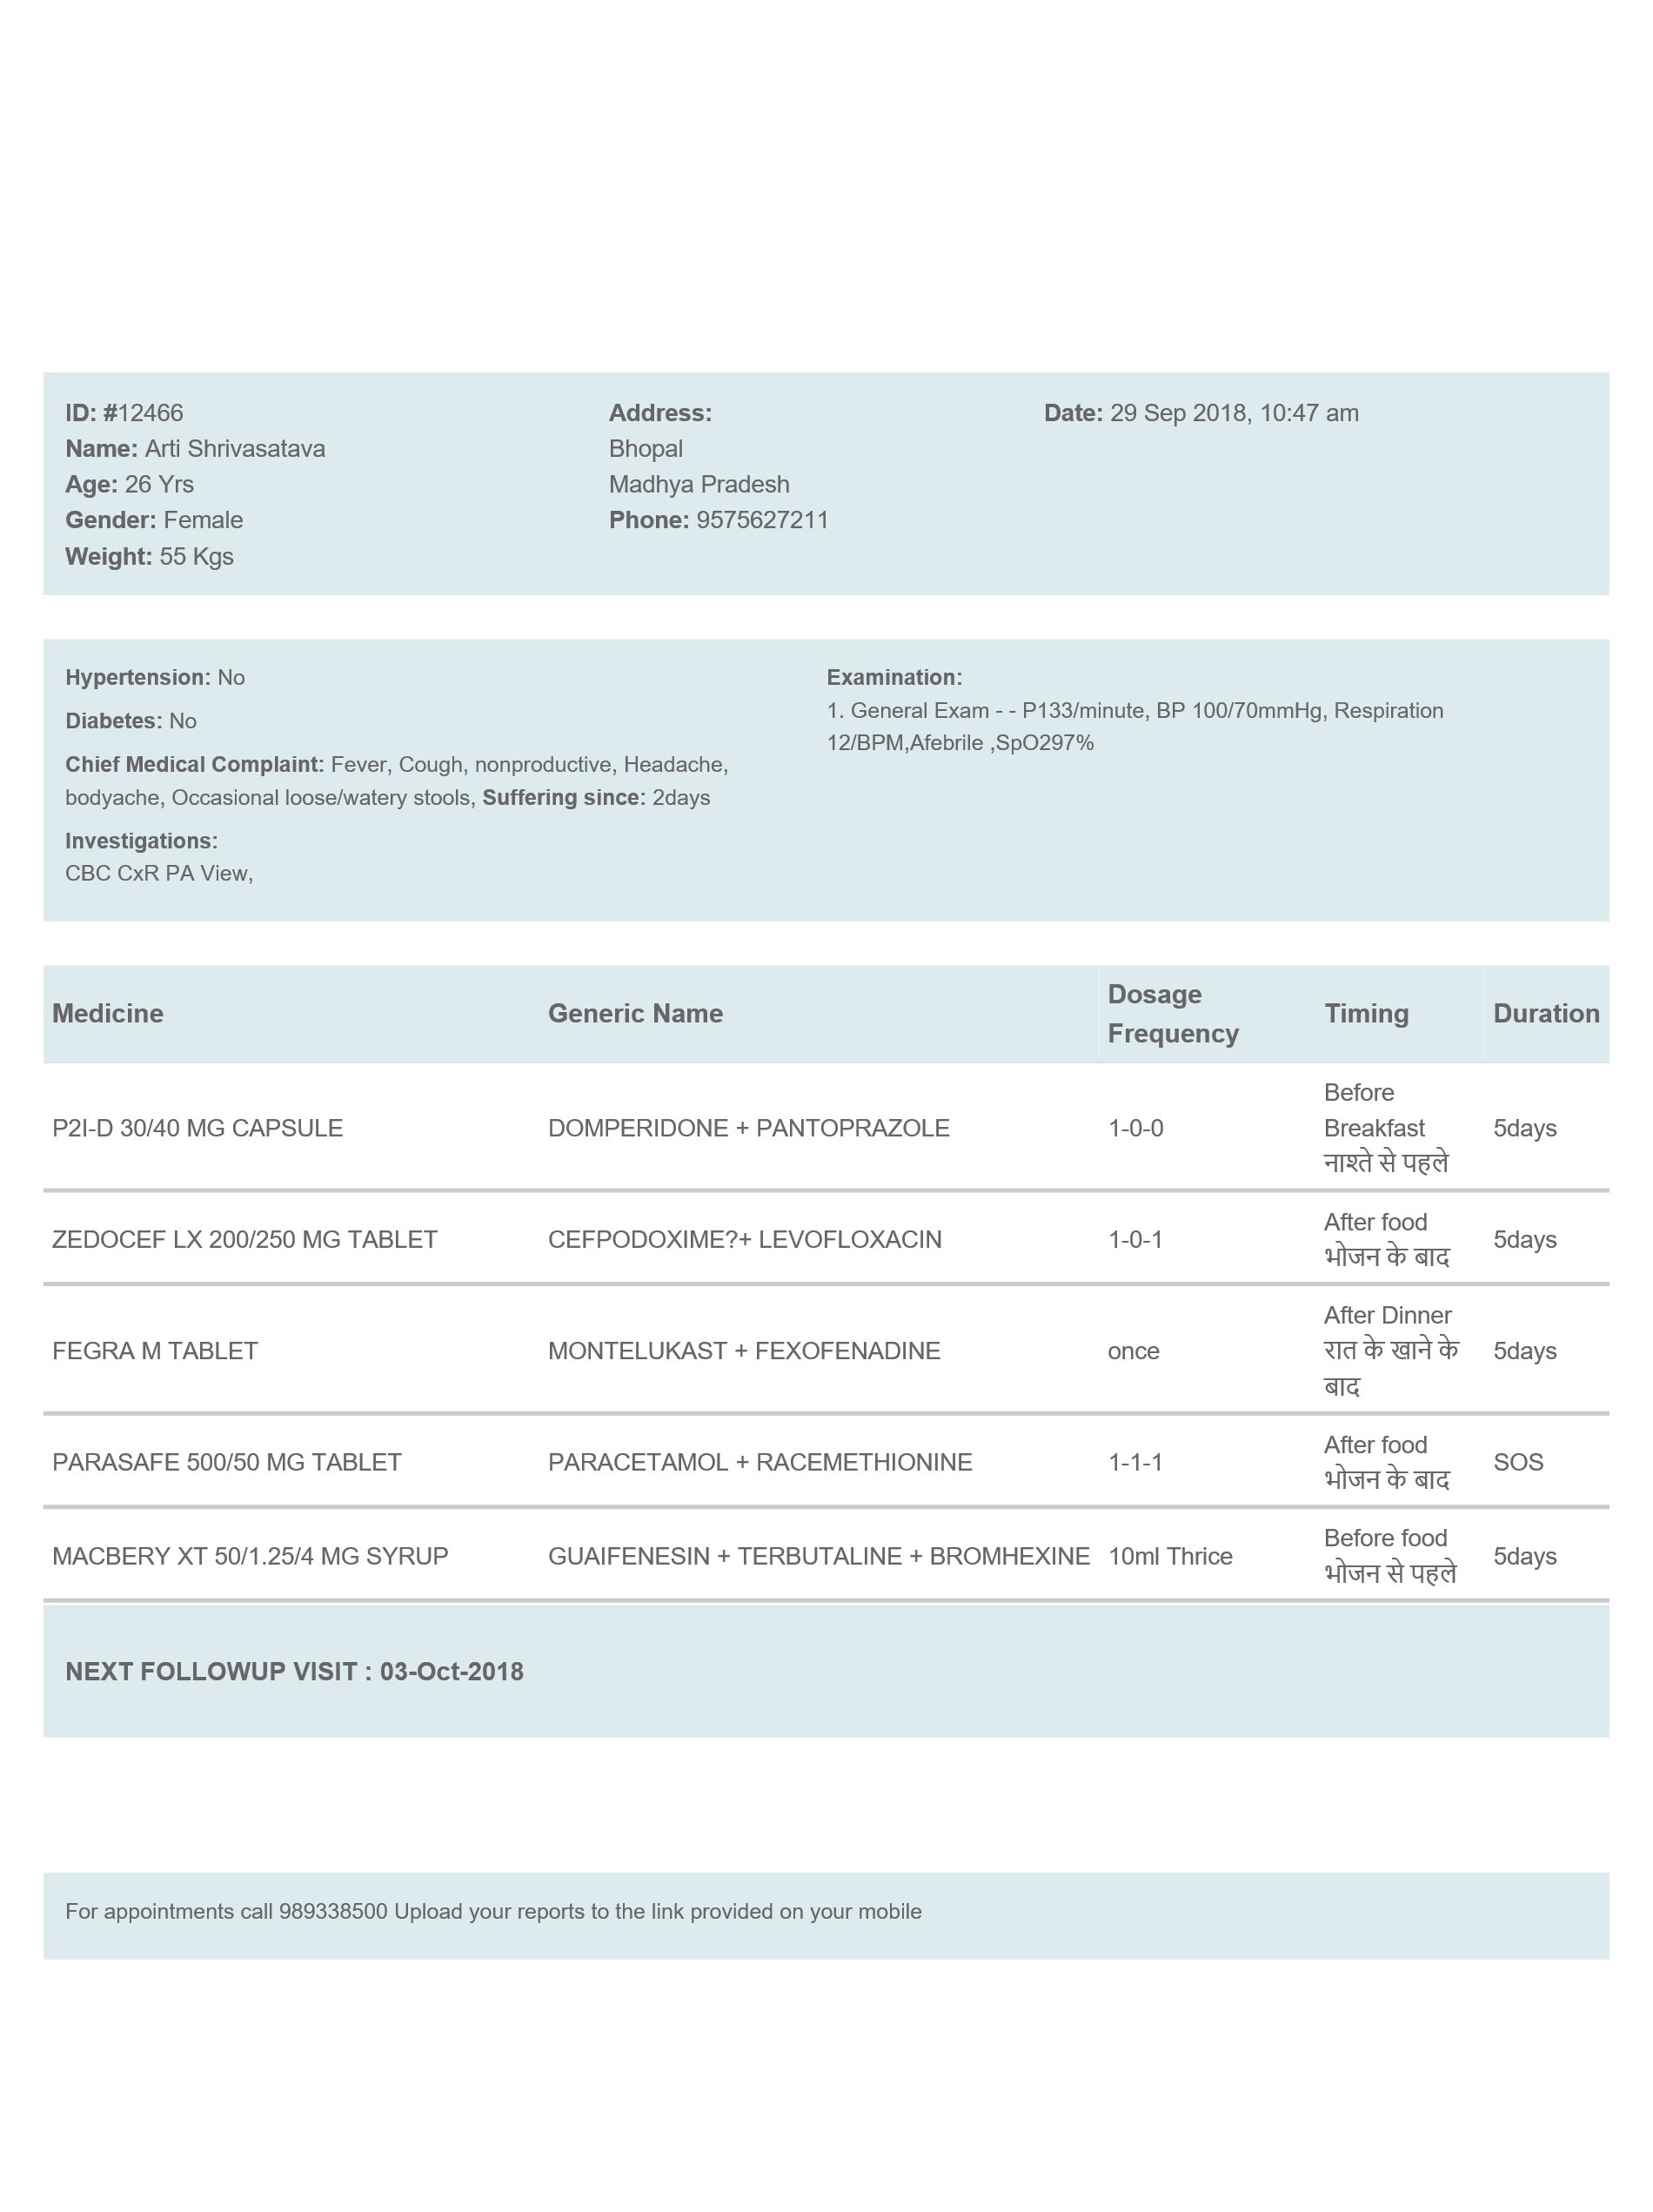 ID: #12466
Name: Arti Shrivasatava
Age: 26 Yrs
Gender: Female
Weight: 55 Kgs
Address:
Bhopal
Madhya Pradesh
Phone: 9575627211
Date: 29 Sep 2018, 10:47 am
Hypertension: No
Diabetes: No
Chief Medical Complaint: Fever, Cough, nonproductive, Headache,
bodyache, Occasional loose/watery stools, Suffering since: 2days
Investigations:
CBC CxR PA View,
Examination:
1. General Exam - - P133/minute, BP 100/70mmHg, Respiration
12/BPM,Afebrile ,SpO297%
Medicine Generic Name Dosage Frequency Timing Duration
P2I-D 30/40 MG CAPSULE DOMPERIDONE + PANTOPRAZOLE 1-0-0 Before Breakfast नाश्ते से पहले 5days
ZEDOCEF LX 200/250 MG TABLET CEFPODOXIME?+ LEVOFLOXACIN 1-0-1 After food भोजन के बाद 5days
FEGRA M TABLET MONTELUKAST + FEXOFENADINE once After Dinner रात के खाने के बाद 5days
PARASAFE 500/50 MG TABLET PARACETAMOL + RACEMETHIONINE 1-1-1 After food भोजन के बाद SOS
MACBERY XT 50/1.25/4 MG SYRUP GUAIFENESIN + TERBUTALINE + BROMHEXINE 10ml Thrice Before food भोजन से पहले 5days
NEXT FOLLOWUP VISIT : 03-Oct-2018
For appointments call 989338500 Upload your reports to the link provided on your mobile